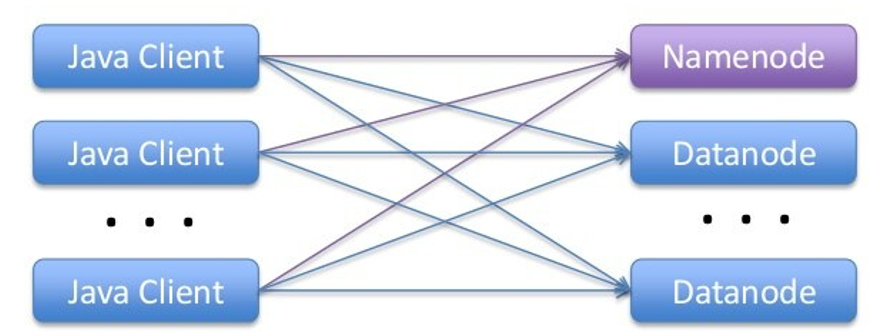 Java Client
Namenode
Java Client
Datanode
. . .
. . .
Java Client
Datanode